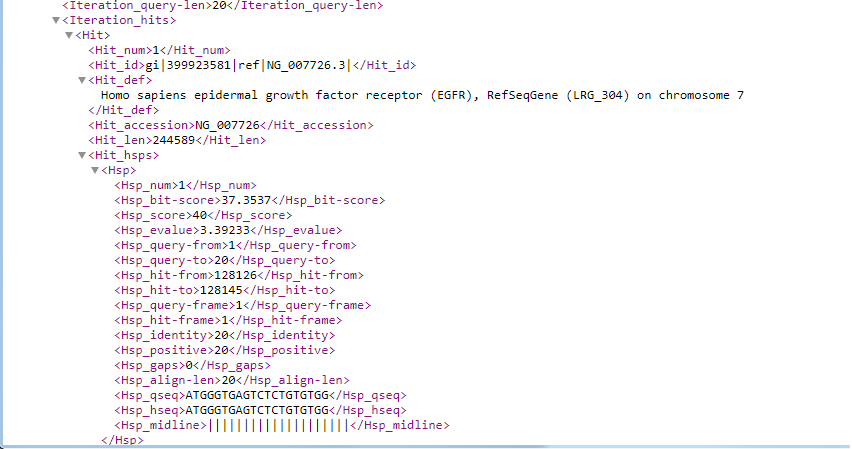 <Iteration_query-len>20</Iteration_query-len>
▼<Iteration_hits>
▼<Hit>
<Hit_num>1</Hit_num>
<Hit_id>gi|399923581|ref|NG_007726.3|</Hit_id>
▼<Hit_def>
Homo sapiens epidermal growth factor receptor (EGFR), RefSeqGene (LRG_304) on chromosome 7
</Hit_def>
<Hit_accession>NG_007726</Hit_accession>
<Hit_len>244589</Hit_len>
▼<Hit_hsps>
▼<Hsp>
<Hsp_num>1</Hsp_num>
<Hsp_bit-score>37.3537</Hsp_bit-score>
<Hsp_score>40</Hsp_score>
<Hsp_evalue>3.39233</Hsp_evalue>
<Hsp_query-from>1</Hsp_query-from>
<Hsp_query-to>20</Hsp_query-to>
<Hsp_hit-from>128126</Hsp_hit-from>
<Hsp_hit-to>128145</Hsp_hit-to>
<Hsp_query-frame>1</Hsp_query-frame>
<Hsp_hit-frame>1</Hsp_hit-frame>
<Hsp_identity>20</Hsp_identity>
<Hsp_positive>20</Hsp_positive>
<Hsp_gaps>0</Hsp_gaps>
<Hsp_align-len>20</Hsp_align-len>
<Hsp_qseq>ATGGGTGAGTCTCTGTGTGG</Hsp_qseq>
<Hsp_hseq>ATGGGTGAGTCTCTGTGTGG</Hsp_hseq>
<Hsp_midline>||||||||||||||||||||</Hsp_midline>
</Hsp>